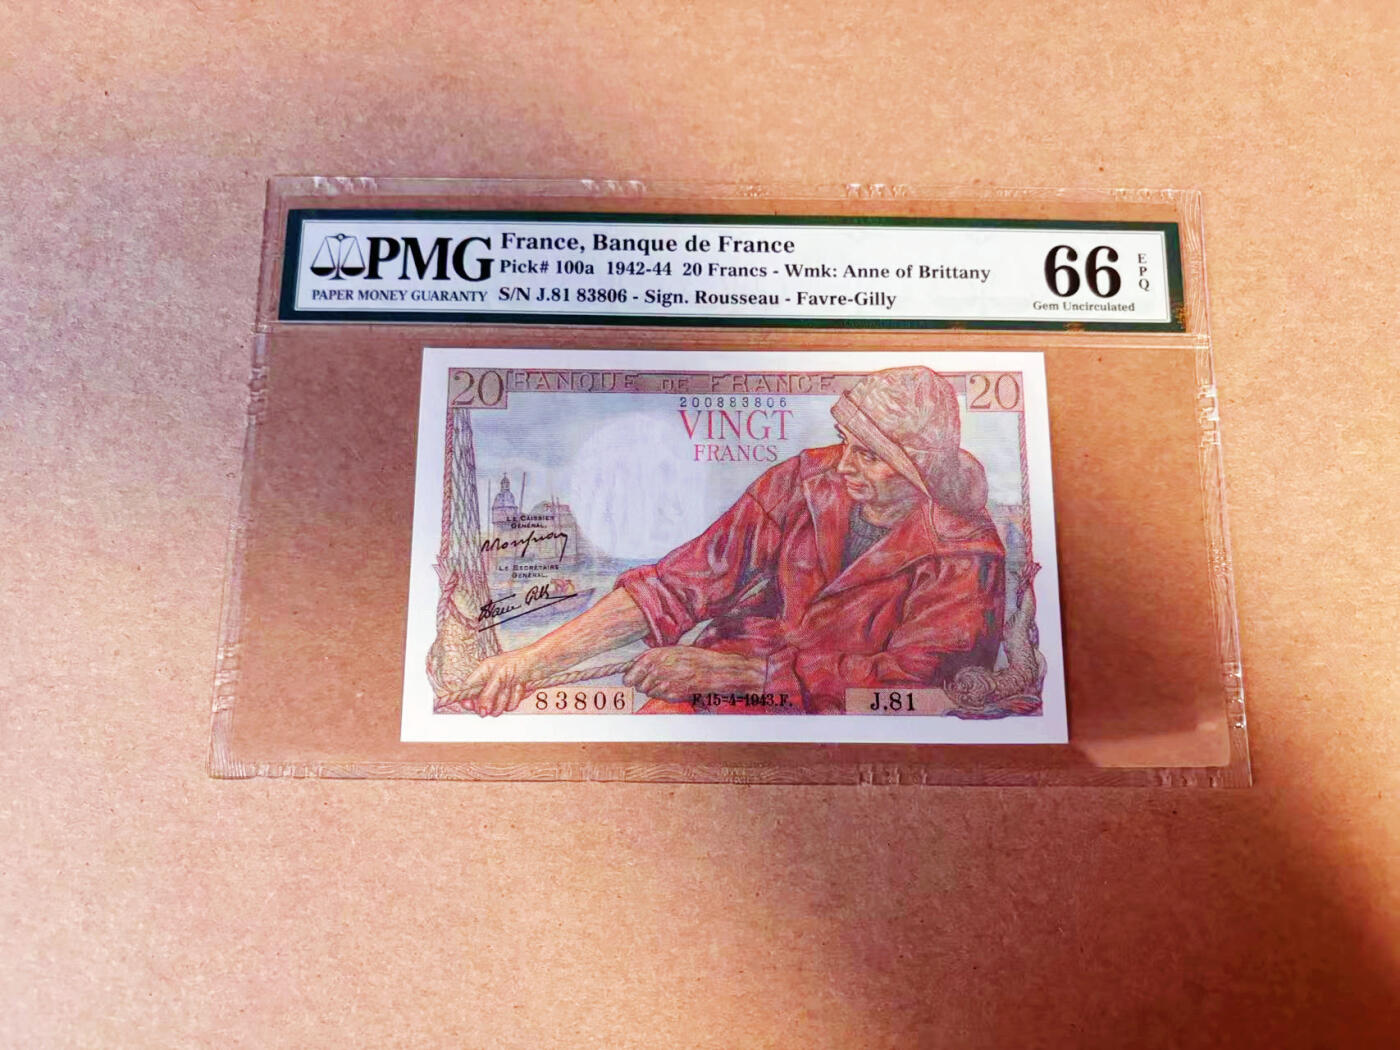 PMG
PAPER MONEY GUARANTY
France, Banque de France
Pick# 100a 1942-44 20 Francs - Wmk: Anne of Brittany
S/N J.81 83806 - Sign. Rousseau - Favre-Gilly
66
EPQ
Gem Uncirculated
20 BANQUE DE FRANCE 20
200883806
VINGT
FRANCS
LE CAISSIER
GÉNÉRAL,
LE SECRÉTAIRE
GÉNÉRAL,
83806 F.15=4=1943.F. J.81